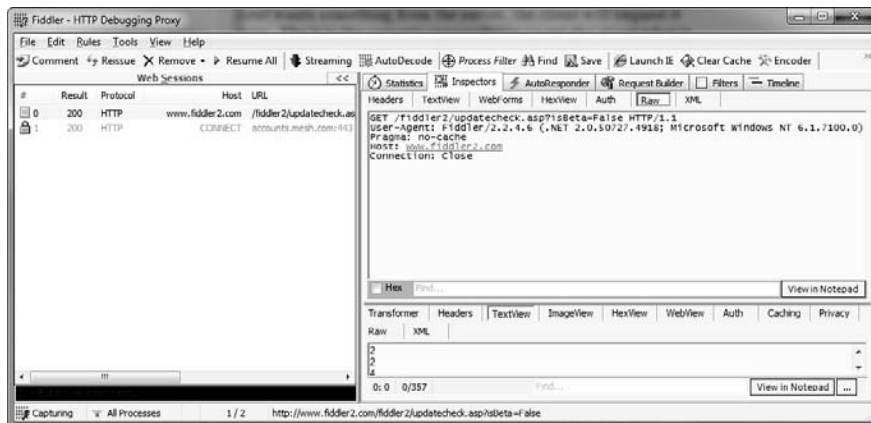 Fiddler - HTTP Debugging Proxy
File Edit Rules Tools View Help
Comment Reissue Remove Resume All Streaming AutoDecode Process Filter Find Save Launch IE Clear Cache Encoder
Web Sessions <<
# Result Protocol Host URL
0 200 HTTP www.fiddler2.com /fiddler2/updatecheck.as
1 200 HTTP CONNECT accounts.mesh.com:443
Statistics Inspectors AutoResponder Request Builder Filters Timeline
Headers TextView WebForms HexView Auth Raw XML
GET /fiddler2/updatecheck.asp?isBeta=False HTTP/1.1
User-Agent: Fiddler/2.2.4.6 (.NET 2.0.50727.4918; Microsoft Windows NT 6.1.7100.0)
Pragma: no-cache
Host: www.fiddler2.com
Connection: Close
Hex Find... View in Notepad
Transformer Headers TextView ImageView HexView WebView Auth Caching Privacy
Raw XML
2
2
4
0: 0 0/357 Find... View in Notepad ...
Capturing All Processes 1 / 2 http://www.fiddler2.com/fiddler2/updatecheck.asp?isBeta=False